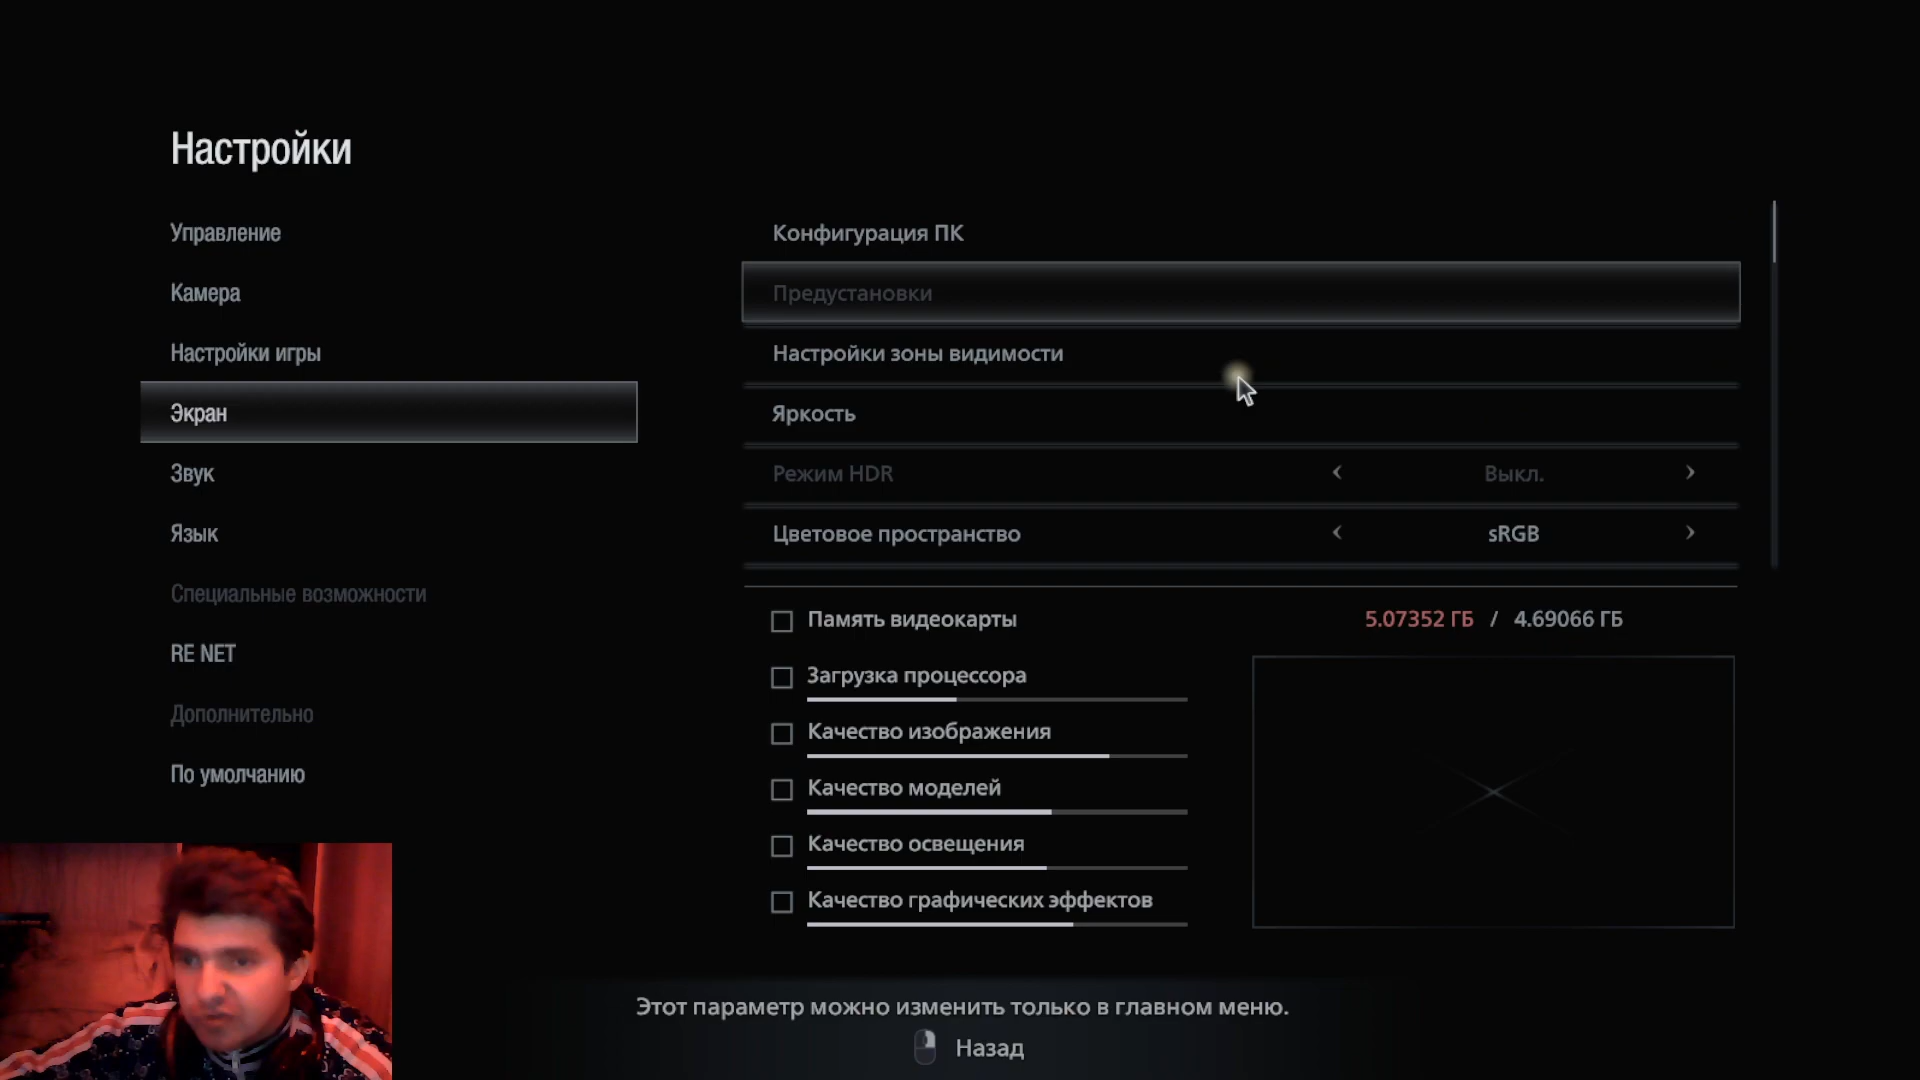 Настройки
Управление
Камера
Настройки игры
Экран
Звук
Язык
Специальные возможности
RE NET
Дополнительно
По умолчанию
Конфигурация ПК
Предустановки
Настройки зоны видимости
Яркость
Режим HDR
Выкл.
Цветовое пространство
sRGB
Память видеокарты
5.07352 ГБ / 4.69066 ГБ
Загрузка процессора
Качество изображения
Качество моделей
Качество освещения
Качество графических эффектов
Этот параметр можно изменить только в главном меню.
Назад